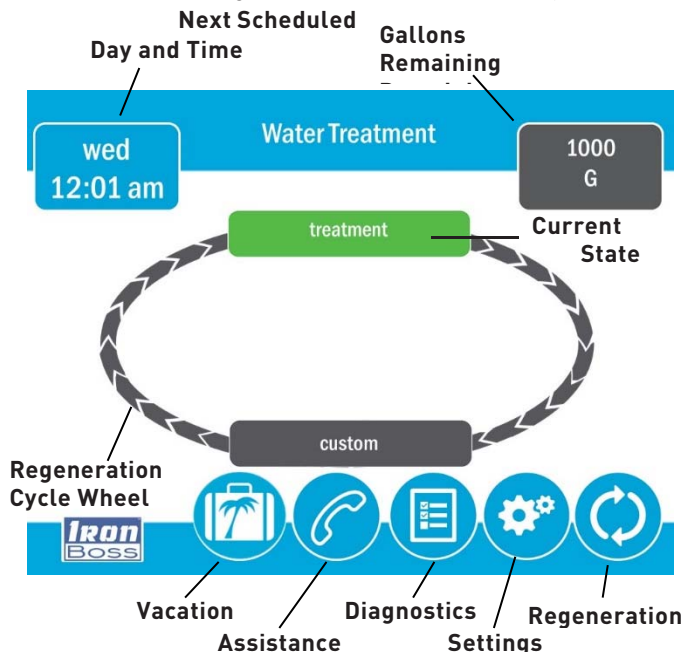 Next Scheduled
Day and Time
Gallons
Remaining
wed
12:01 am
Water Treatment
1000
G
treatment
Current
State
custom
Regeneration
Cycle Wheel
IRON
BOSS
Vacation
Assistance
Diagnostics
Settings
Regeneration